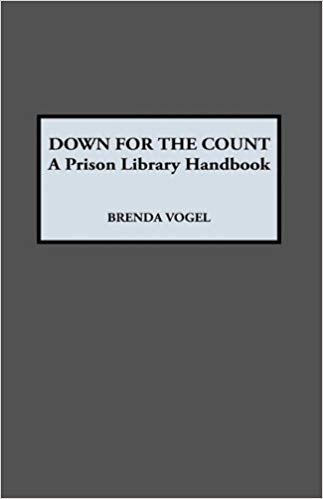 DOWN FOR THE COUNT
A Prison Library Handbook
BRENDA VOGEL